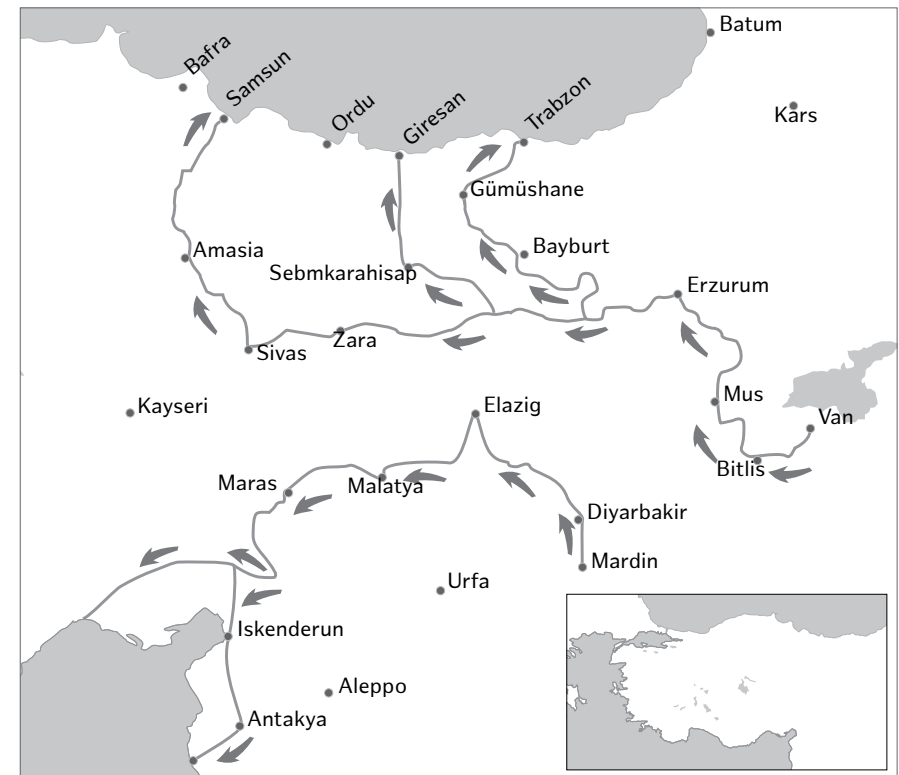 Batum
Bafra
Samsun
Ordu
Giresan
Trabzon
Kars
Gümüshane
Amasia
Bayburt
Sebmkarahisap
Erzurum
Sivas
Zara
Kayseri
Elazig
Mus
Van
Bitlis
Maras
Malatya
Diyarbakir
Mardin
Urfa
Iskenderun
Aleppo
Antakya